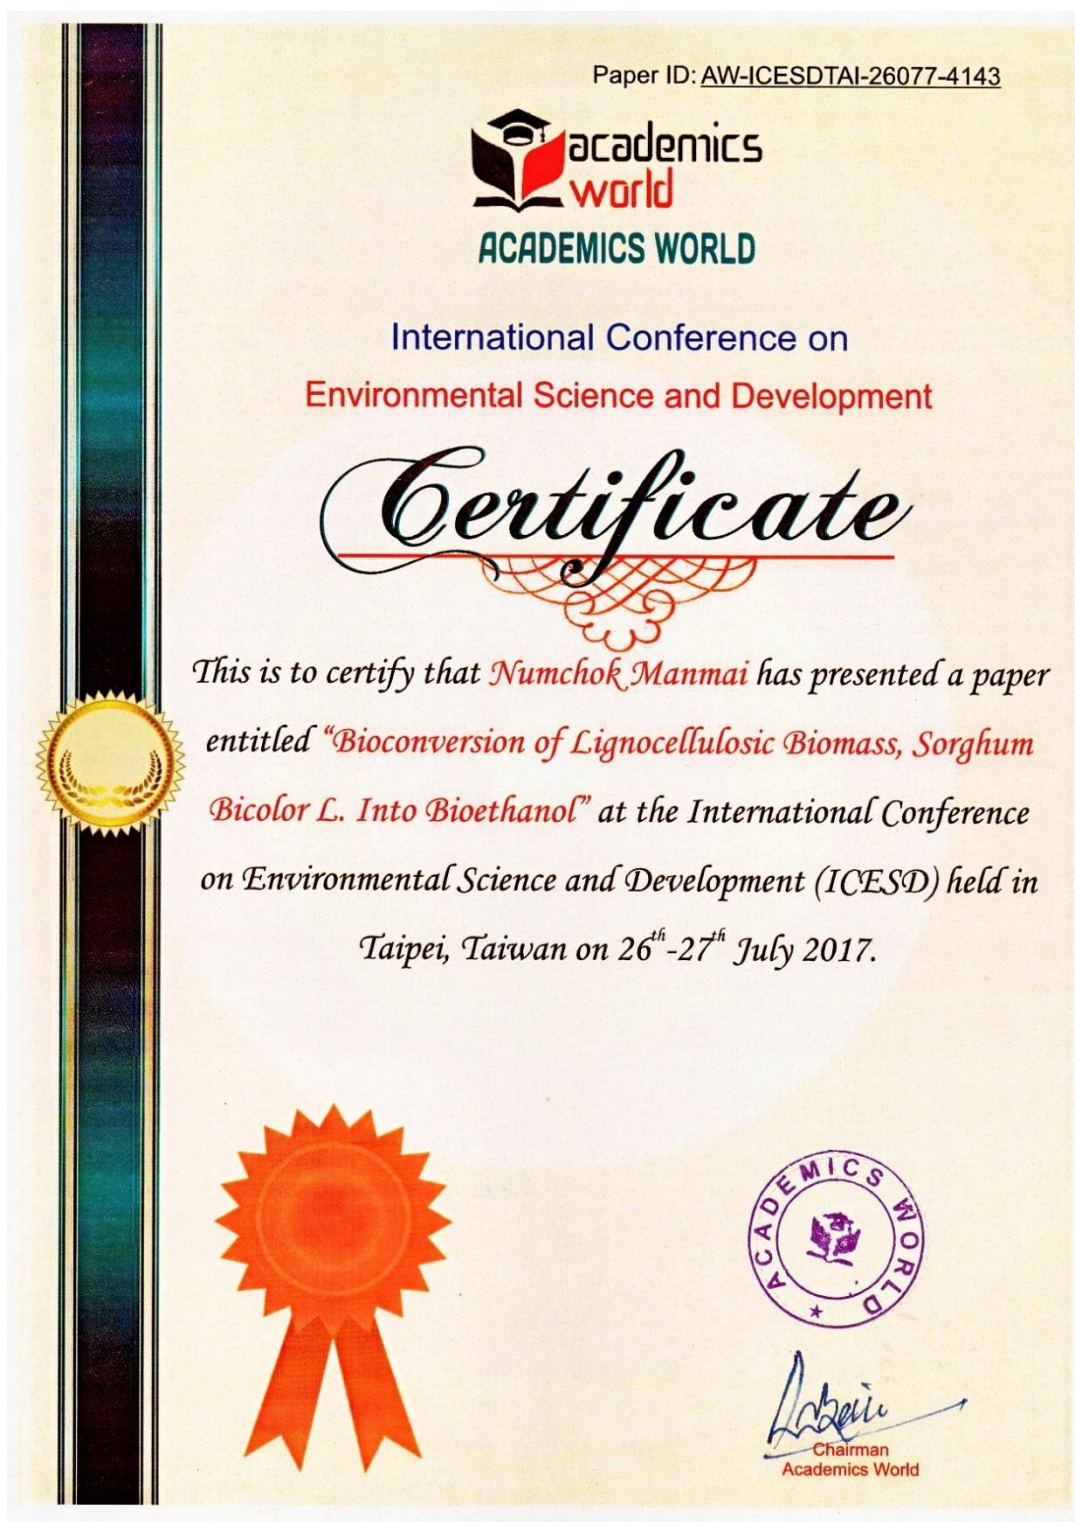 Paper ID: AW-ICESDTAI-26077-4143
academics
world
ACADEMICS WORLD
International Conference on
Environmental Science and Development
Certificate
This is to certify that Numchok Manmai has presented a paper
entitled “Bioconversion of Lignocellulosic Biomass, Sorghum
Bicolor L. Into Bioethanol” at the International Conference
on Environmental Science and Development (ICESD) held in
Taipei, Taiwan on 26th-27th July 2017.
ACADEMICS WORLD
Chairman
Academics World